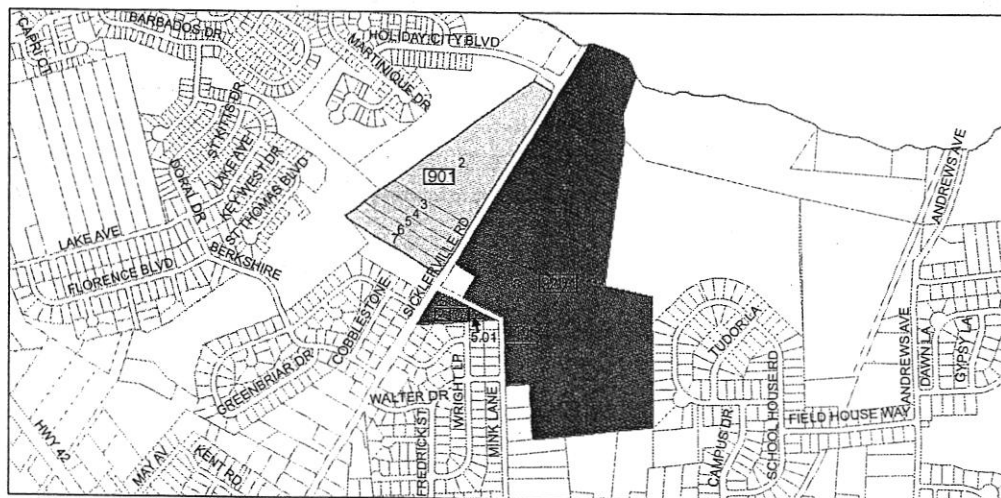 CAPRI CT
BARBADOS DR
MARTINIQUE DR
HOLIDAY CITY BLVD
ST KITTS DR
LAKE AVE
KEY WEST DR
ST THOMAS BLVD
DORAL DR
LAKE AVE
FLORENCE BLVD
BERKSHIRE
COBBLESTONE
GREENBRIAR DR
HWY 42
MAY AV
KENT RD
901
2
3
4
5
6
7
SICKLERVILLE RD
5.01
WALTER DR
FREDRICK ST
WRIGHT LP
MINK LANE
TUDOR LA
CAMPUS DR
SCHOOL HOUSE RD
FIELD HOUSE WAY
ANDREWS AVE
ANDREWS AVE
DAWN LA
GYPSY LA